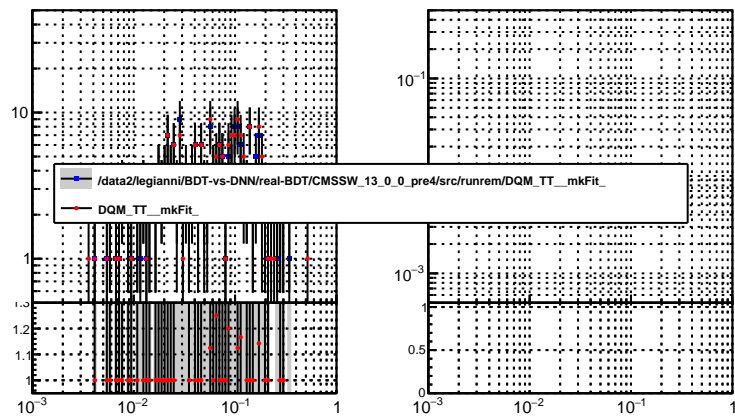 10
10⁻¹
/data2/legianni/BDT-vs-DNN/real-BDT/CMSSW_13_0_0_pre4/src/runrem/DQM_TT__mkFit_
DQM_TT__mkFit_
1
10⁻³
1.3
1.2
1.1
1
1
0.5
0
10⁻³ 10⁻² 10⁻¹ 1
10⁻³ 10⁻² 10⁻¹ 1